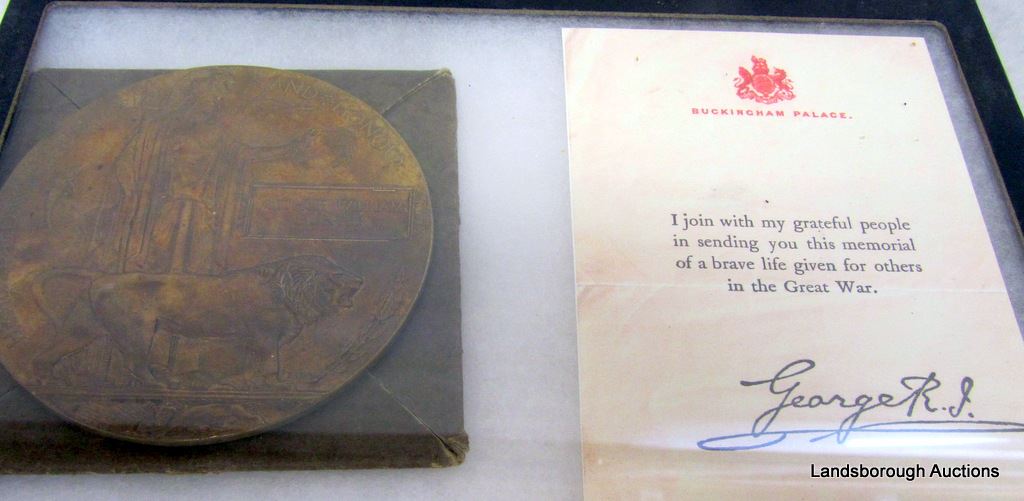 BUCKINGHAM PALACE.
I join with my grateful people
in sending you this memorial
of a brave life given for others
in the Great War.
George R.I.
Landsborough Auctions